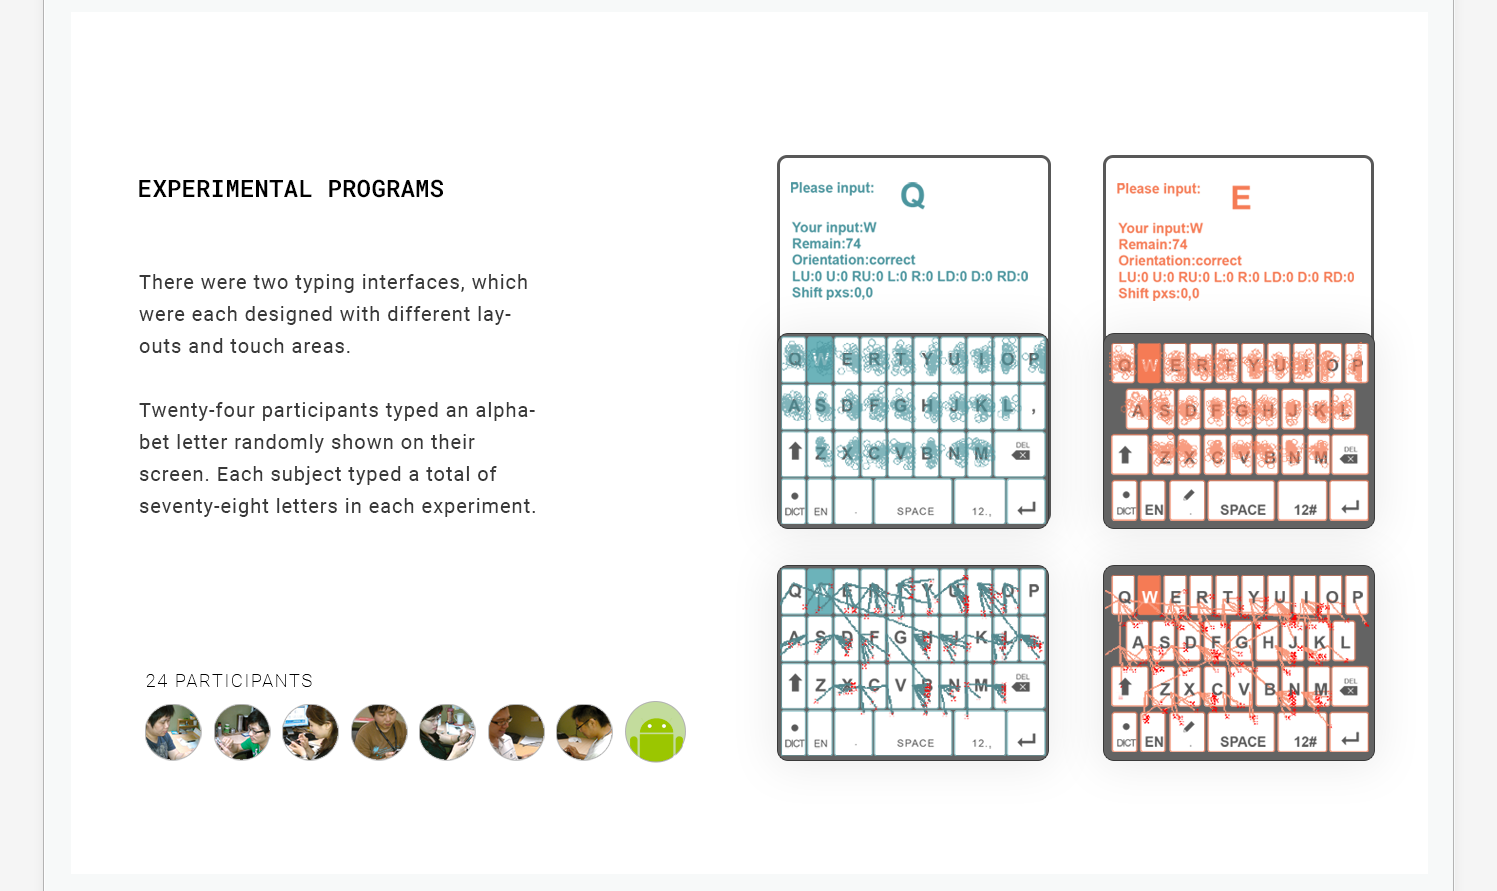 EXPERIMENTAL PROGRAMS
There were two typing interfaces, which
were each designed with different lay-
outs and touch areas.
Twenty-four participants typed an alpha-
bet letter randomly shown on their
screen. Each subject typed a total of
seventy-eight letters in each experiment.
24 PARTICIPANTS
Please input: Q
Your input:W
Remain:74
Orientation:correct
LU:0 U:0 RU:0 L:0 R:0 LD:0 D:0 RD:0
Shift pxs:0,0
Q W E R T Y U I O P
A S D F G H J K L ,
Z X C V B N M DEL
DICT EN . SPACE 12.,
Please input: E
Your input:W
Remain:74
Orientation:correct
LU:0 U:0 RU:0 L:0 R:0 LD:0 D:0 RD:0
Shift pxs:0,0
Q W E R T Y U I O P
A S D F G H J K L
Z X C V B N M DEL
DICT EN . SPACE 12#
Q W E R T Y U I O P
A S D F G H J K L ,
Z X C V B N M DEL
DICT EN . SPACE 12.,
Q W E R T Y U I O P
A S D F G H J K L
Z X C V B N M DEL
DICT EN . SPACE 12#